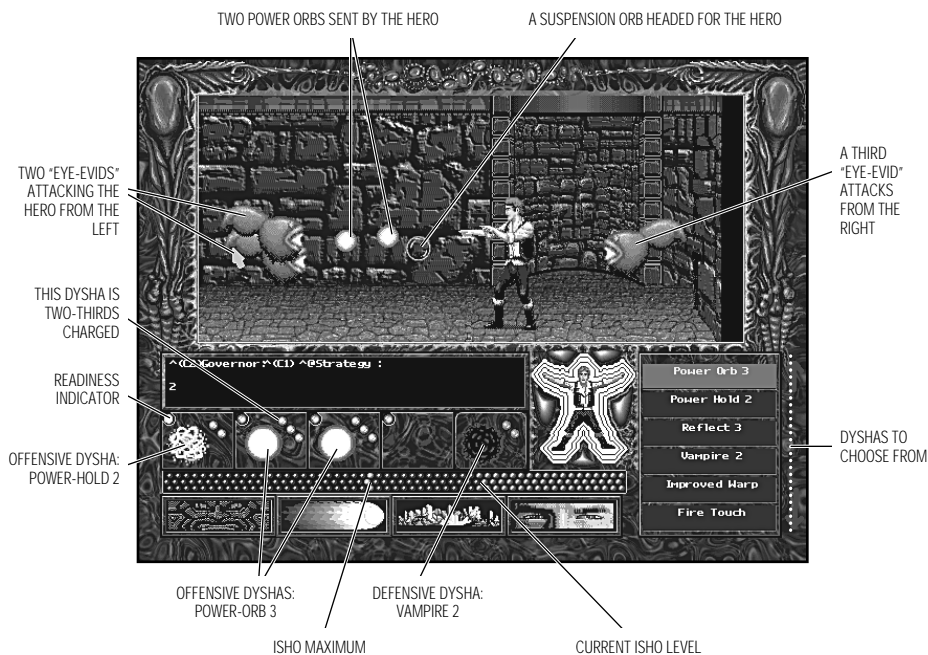 TWO POWER ORBS SENT BY THE HERO
A SUSPENSION ORB HEADED FOR THE HERO
TWO “EYE-EVIDS”
ATTACKING THE
HERO FROM THE
LEFT
A THIRD
“EYE-EVID”
ATTACKS
FROM THE
RIGHT
THIS DYSHA IS
TWO-THIRDS
CHARGED
READINESS
INDICATOR
OFFENSIVE DYSHA:
POWER-HOLD 2
^(C2)Governor:^(C1) ^@Strategy :
2
Power Orb 3
Power Hold 2
Reflect 3
Vampire 2
Improved Warp
Fire Touch
DYSHAS TO
CHOOSE FROM
OFFENSIVE DYSHAS:
POWER-ORB 3
DEFENSIVE DYSHA:
VAMPIRE 2
ISHO MAXIMUM
CURRENT ISHO LEVEL